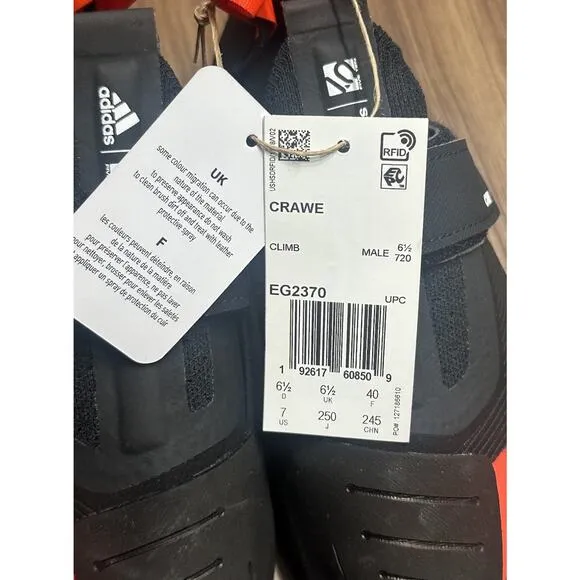 adidas
UK
some colour migration can occur due to the
nature of the material.
to preserve appearance do not wash
to clean brush dirt off and treat with leather
protective spray
F
les couleurs peuvent déteindre, en raison
de la nature de la matière
pour préserver l'apparence, ne pas laver
pour nettoyer, brosser pour enlever les saletés
appliquer un spray de protection du cuir
RFID
CRAWE
CLIMB
MALE
6½
720
EG2370
UPC
1 92617 60850 9
6½ 6½ 40
D UK F
7 250 245
US J CHN
PO# 127186610